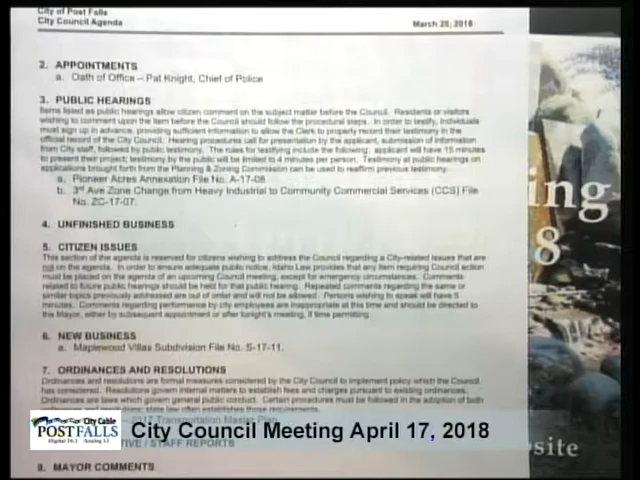 City of Post Falls
City Council Agenda
March 20, 2018
2. APPOINTMENTS
a. Oath of Office – Pat Knight, Chief of Police
3. PUBLIC HEARINGS
Items listed as public hearings allow citizen comment on the subject matter before the Council. Residents or visitors
wishing to comment upon the item before the Council should follow the procedural steps. In order to testify, individuals
must sign up in advance, providing sufficient information to allow the Clerk to properly record their testimony in the
official record of the City Council. Hearing procedures call for presentation by the applicant, submission of information
from City staff, followed by public testimony. The rules for testifying include the following: applicant will have 15 minutes
to present their project; testimony by the public will be limited to 4 minutes per person. Testimony at public hearings on
applications brought forth from the Planning & Zoning Commission can be used to reaffirm previous testimony.
a. Pioneer Acres Annexation File No. A-17-08
b. 3rd Ave Zone Change from Heavy Industrial to Community Commercial Services (CCS) File
No. ZC-17-07.
4. UNFINISHED BUSINESS
5. CITIZEN ISSUES
This section of the agenda is reserved for citizens wishing to address the Council regarding a City-related issues that are
not on the agenda. In order to ensure adequate public notice, Idaho Law provides that any item requiring Council action
must be placed on the agenda of an upcoming Council meeting, except for emergency circumstances. Comments
related to future public hearings should be held for that public hearing. Repeated comments regarding the same or
similar topics previously addressed are out of order and will not be allowed. Persons wishing to speak will have 5
minutes. Comments regarding performance by city employees are inappropriate at this time and should be directed to
the Mayor, either by subsequent appointment or after tonight's meeting, if time permitting.
6. NEW BUSINESS
a. Maplewood Villas Subdivision File No. S-17-11.
7. ORDINANCES AND RESOLUTIONS
Ordinances and resolutions are formal measures considered by the City Council to implement policy which the Council
has considered. Resolutions govern internal matters to establish fees and charges pursuant to existing ordinances.
Ordinances are laws which govern general public conduct. Certain procedures must be followed in the adoption of both
ordinances and resolutions; state law often establishes those requirements.
2017 Transportation Master Plan
City Cable
POST FALLS
City Council Meeting April 17, 2018
/ STAFF REPORTS
9. MAYOR COMMENTS
ing
8
site